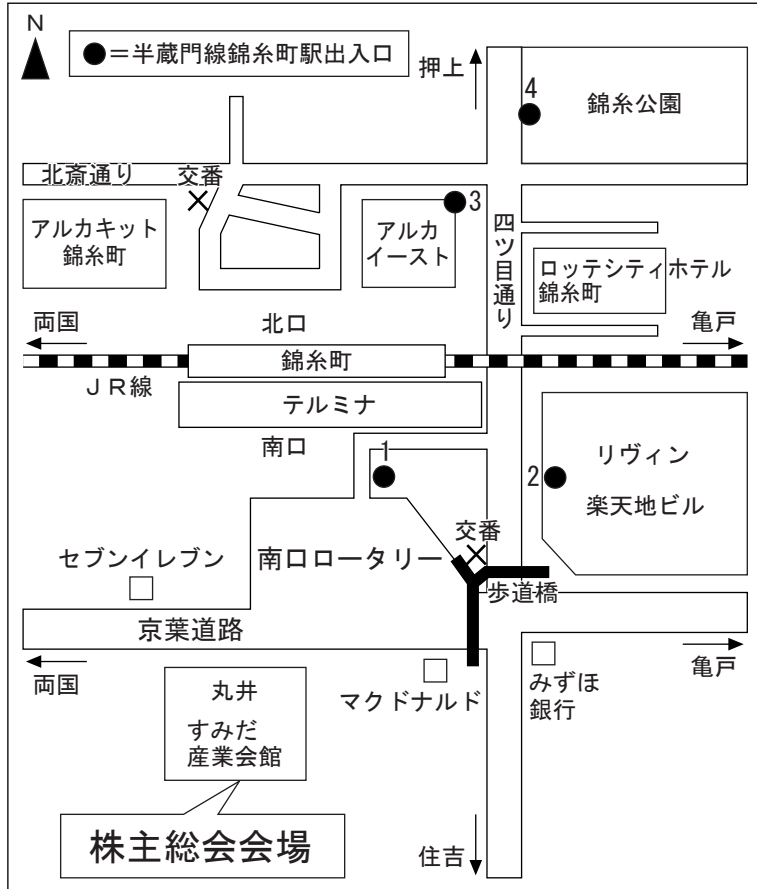 N
●＝半蔵門線錦糸町駅出入口
押上
4
錦糸公園
北斎通り
交番
3
アルカキット
錦糸町
アルカ
イースト
四ツ目通り
ロッテシティホテル
錦糸町
両国
北口
亀戸
錦糸町
ＪＲ線
テルミナ
南口
1
2
リヴィン
楽天地ビル
交番
セブンイレブン
南口ロータリー
歩道橋
京葉道路
両国
亀戸
マクドナルド
みずほ
銀行
丸井
すみだ
産業会館
株主総会会場
住吉